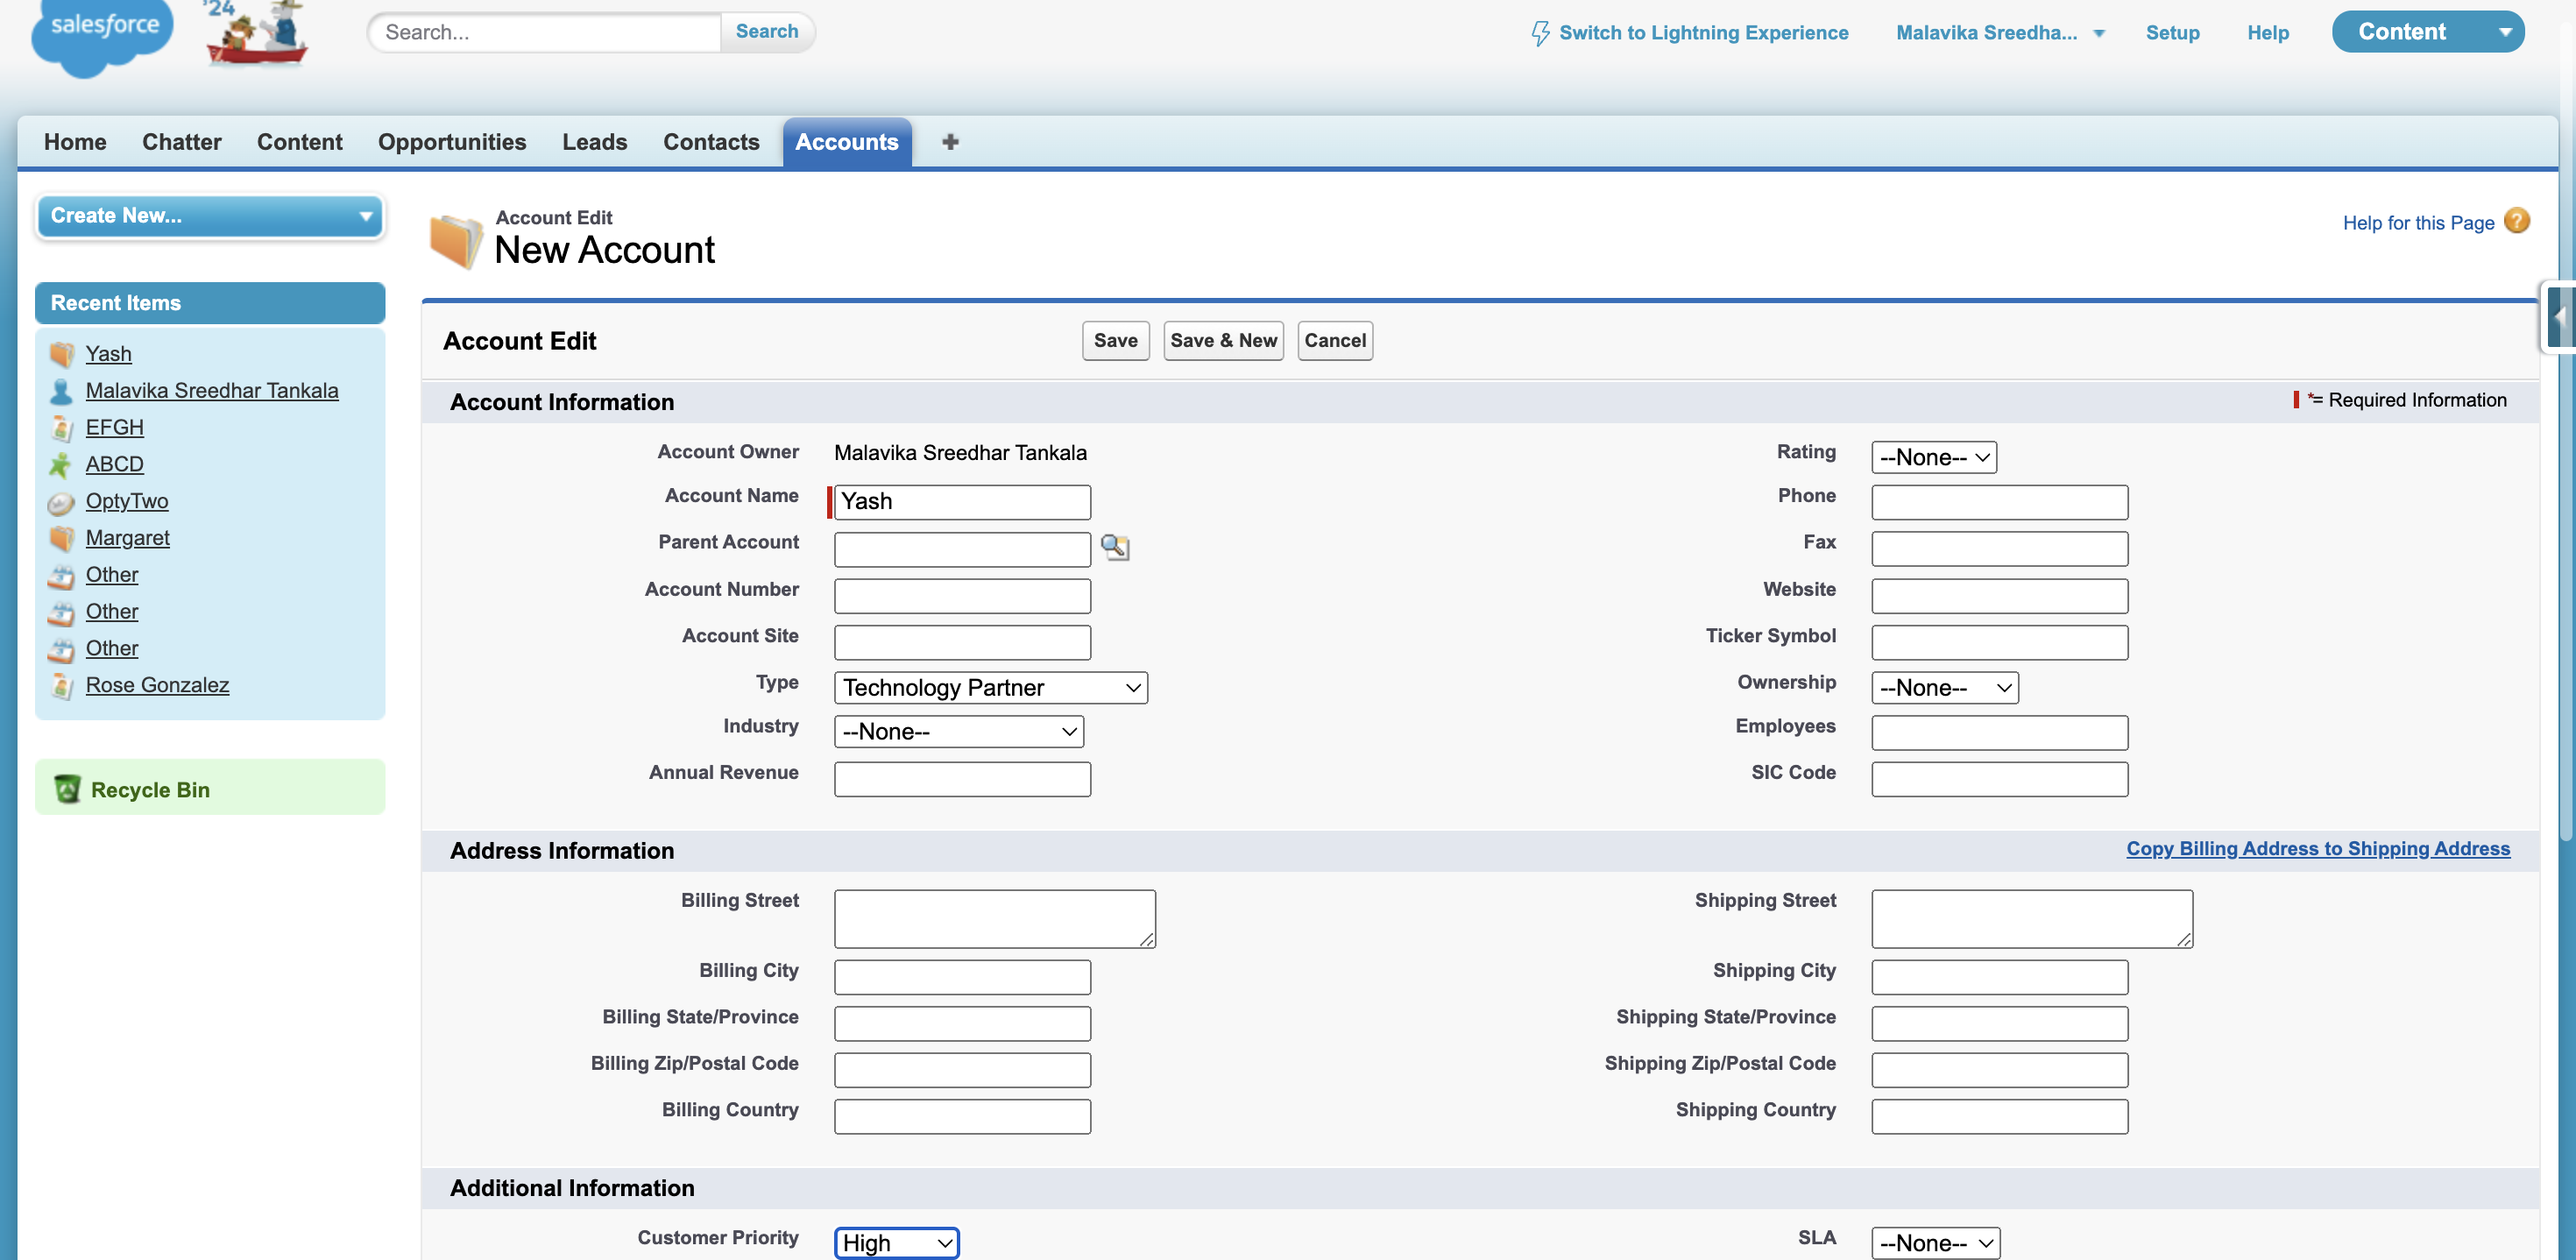 salesforce
'24
Search...
Search
Switch to Lightning Experience
Malavika Sreedha...
Setup
Help
Content
Home
Chatter
Content
Opportunities
Leads
Contacts
Accounts
+
Create New...
Recent Items
Yash
Malavika Sreedhar Tankala
EFGH
ABCD
OptyTwo
Margaret
Other
Other
Other
Rose Gonzalez
Recycle Bin
Account Edit
New Account
Help for this Page ?
Account Edit
Save
Save & New
Cancel
Account Information
*= Required Information
Account Owner Malavika Sreedhar Tankala
Rating --None--
Account Name Yash
Phone
Parent Account
Fax
Account Number
Website
Account Site
Ticker Symbol
Type Technology Partner
Ownership --None--
Industry --None--
Employees
Annual Revenue
SIC Code
Address Information
Copy Billing Address to Shipping Address
Billing Street
Shipping Street
Billing City
Shipping City
Billing State/Province
Shipping State/Province
Billing Zip/Postal Code
Shipping Zip/Postal Code
Billing Country
Shipping Country
Additional Information
Customer Priority High
SLA --None--